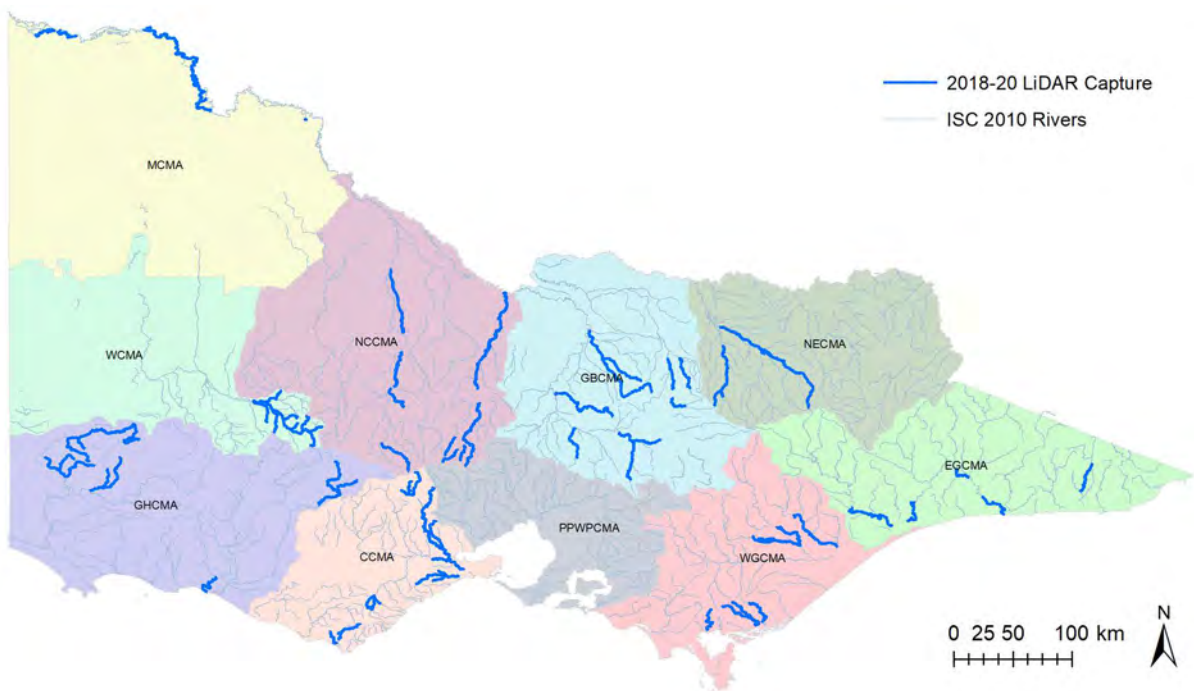 2018-20 LiDAR Capture
ISC 2010 Rivers
MCMA
WCMA
NCCMA
GBCMA
NECMA
EGCMA
GHCMA
CCMA
PPWPCMA
WGCMA
N
0 25 50 100 km